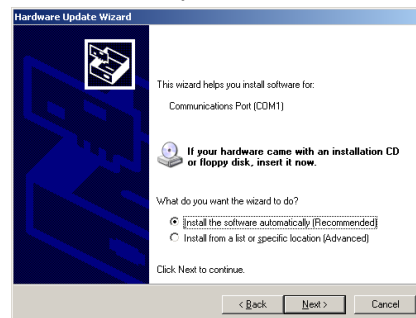 Hardware Update Wizard
This wizard helps you install software for:
Communications Port (COM1)
If your hardware came with an installation CD
or floppy disk, insert it now.
What do you want the wizard to do?
Install the software automatically (Recommended)
Install from a list or specific location (Advanced)
Click Next to continue.
< Back
Next >
Cancel